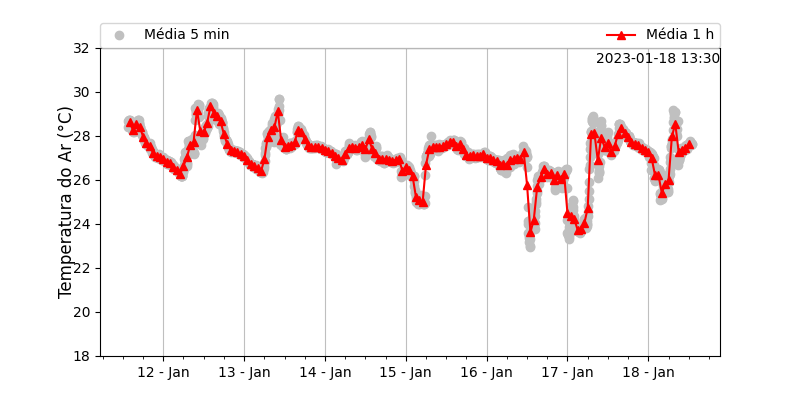 Média 5 min
Média 1 h
2023-01-18 13:30
Temperatura do Ar (°C)
32
30
28
26
24
22
20
18
12 - Jan
13 - Jan
14 - Jan
15 - Jan
16 - Jan
17 - Jan
18 - Jan